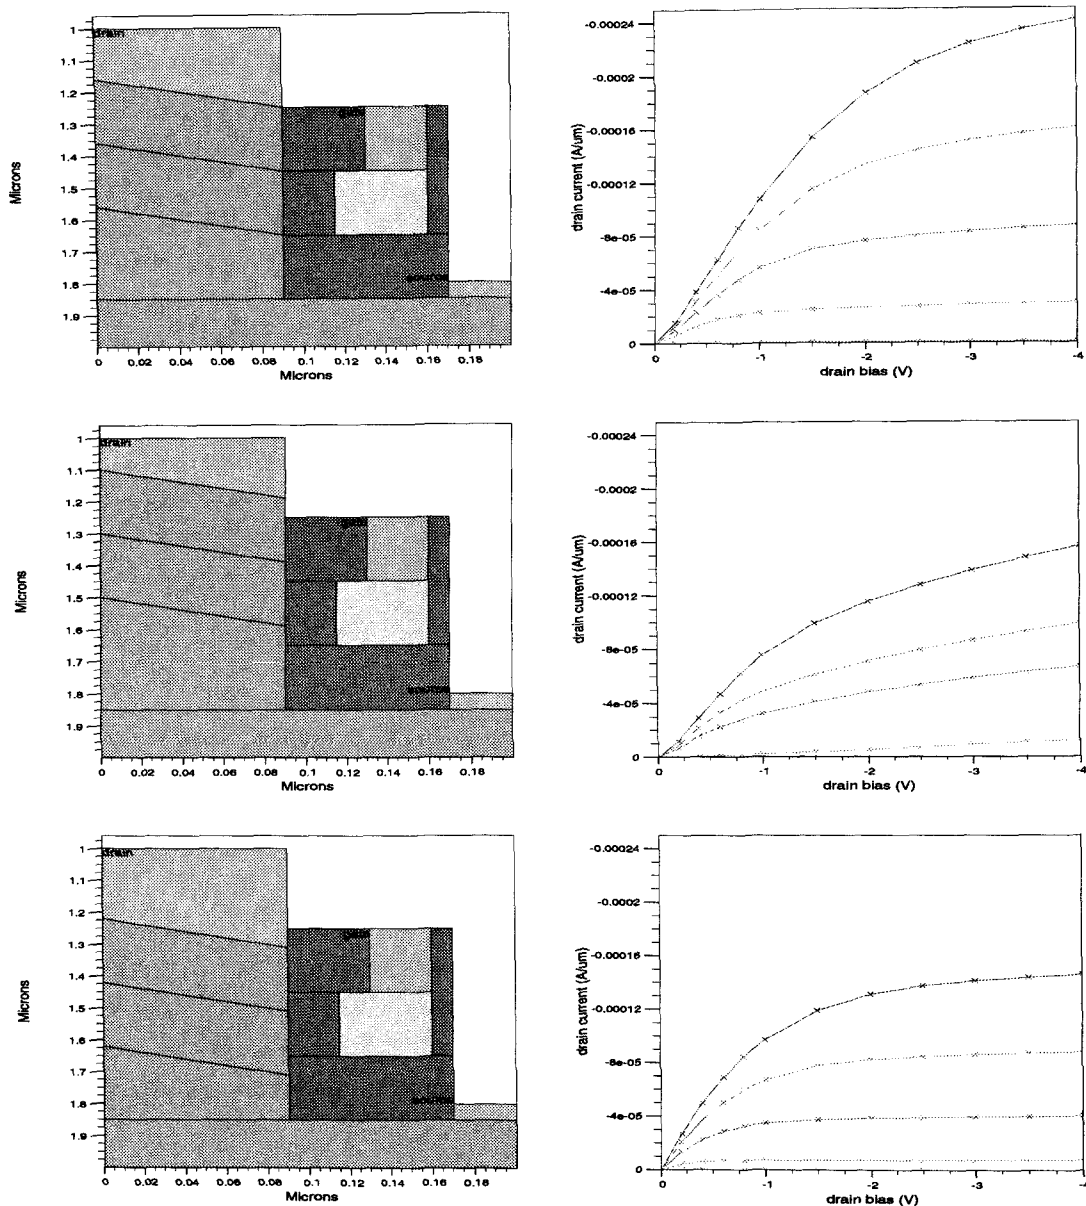 drain
1
1.1
1.2
1.3
1.4
1.5
1.6
1.7
1.8
1.9
Microns
gate
source
0 0.02 0.04 0.06 0.08 0.1 0.12 0.14 0.16 0.18
Microns
-0.00024
-0.0002
-0.00016
-0.00012
-8e-05
-4e-05
0
drain current (A/um)
0 -1 -2 -3 -4
drain bias (V)
drain
1
1.1
1.2
1.3
1.4
1.5
1.6
1.7
1.8
1.9
Microns
gate
source
0 0.02 0.04 0.06 0.08 0.1 0.12 0.14 0.16 0.18
Microns
-0.00024
-0.0002
-0.00016
-0.00012
-8e-05
-4e-05
0
drain current (A/um)
0 -1 -2 -3 -4
drain bias (V)
drain
1
1.1
1.2
1.3
1.4
1.5
1.6
1.7
1.8
1.9
Microns
gate
source
0 0.02 0.04 0.06 0.08 0.1 0.12 0.14 0.16 0.18
Microns
-0.00024
-0.0002
-0.00016
-0.00012
-8e-05
-4e-05
0
drain current (A/um)
0 -1 -2 -3 -4
drain bias (V)